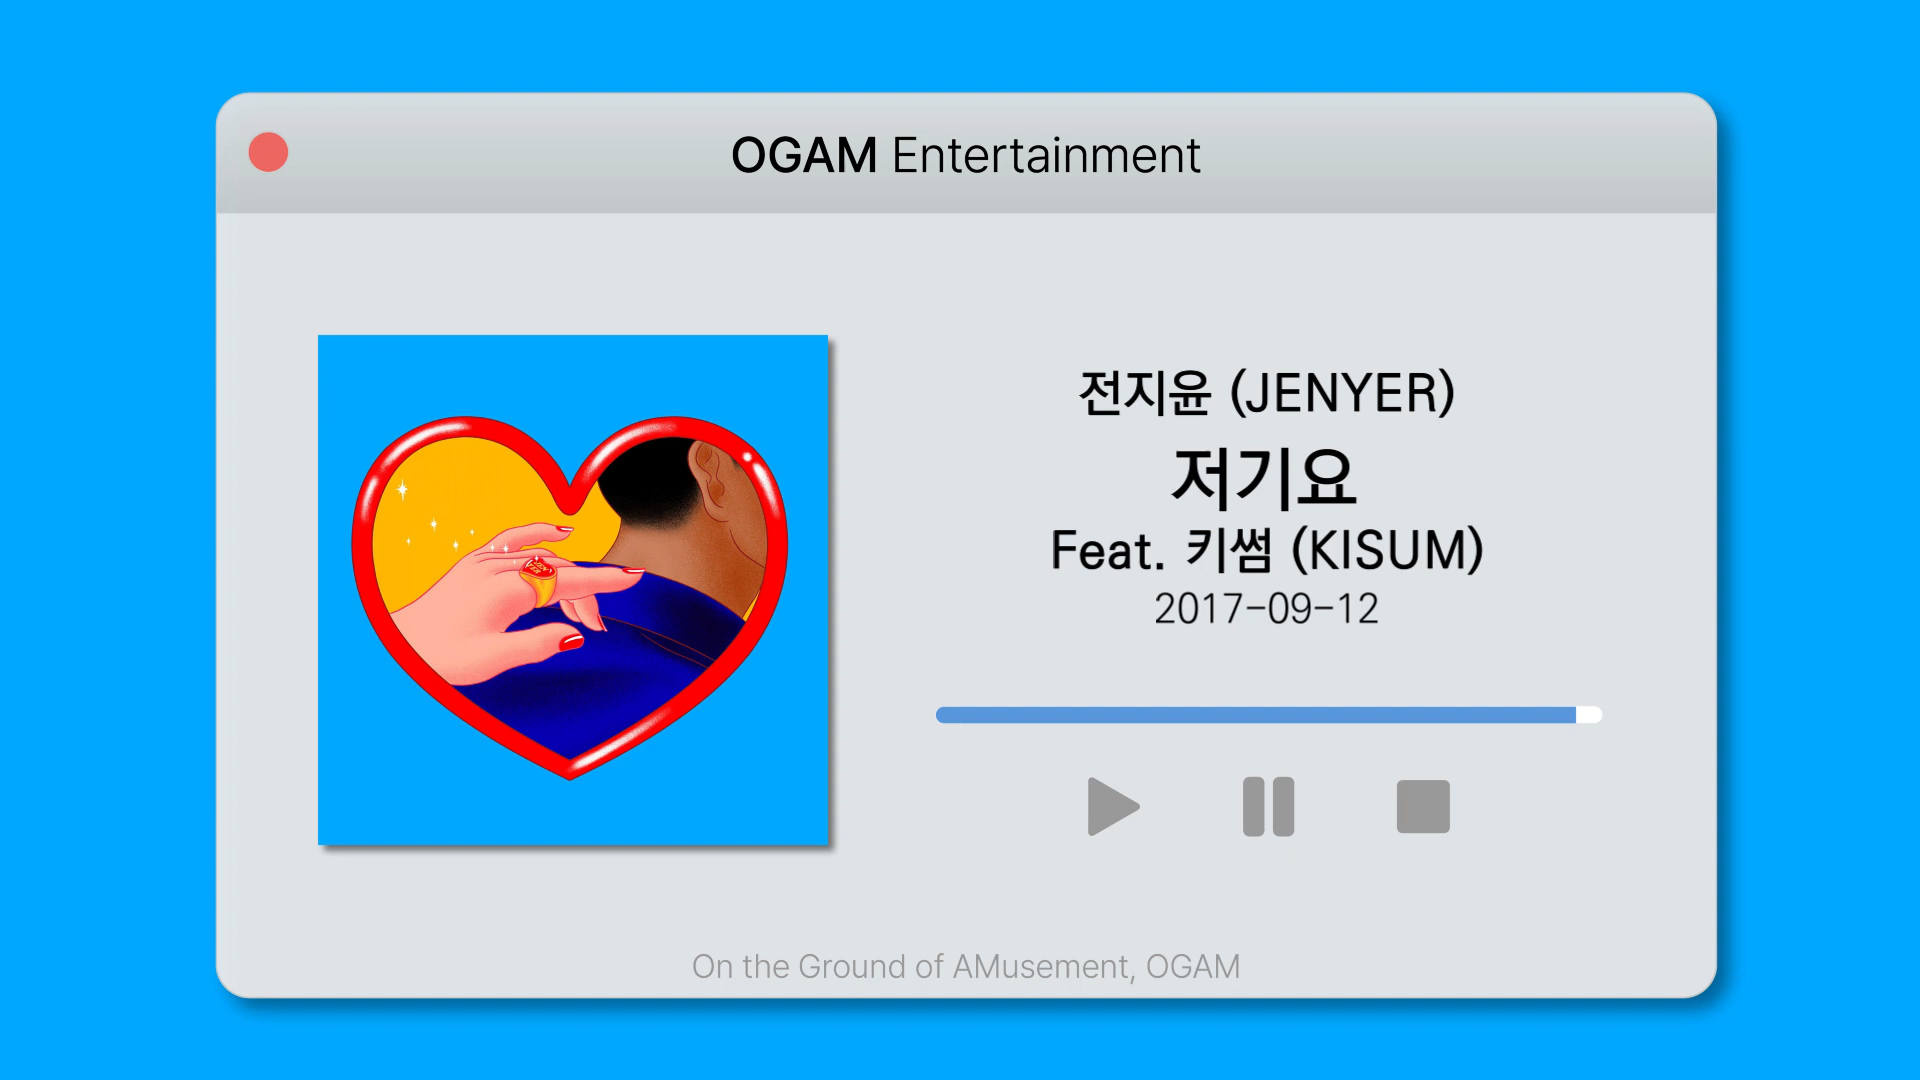 OGAM Entertainment
전지윤 (JENYER)
저기요
Feat. 키썸 (KISUM)
2017-09-12
On the Ground of AMusement, OGAM